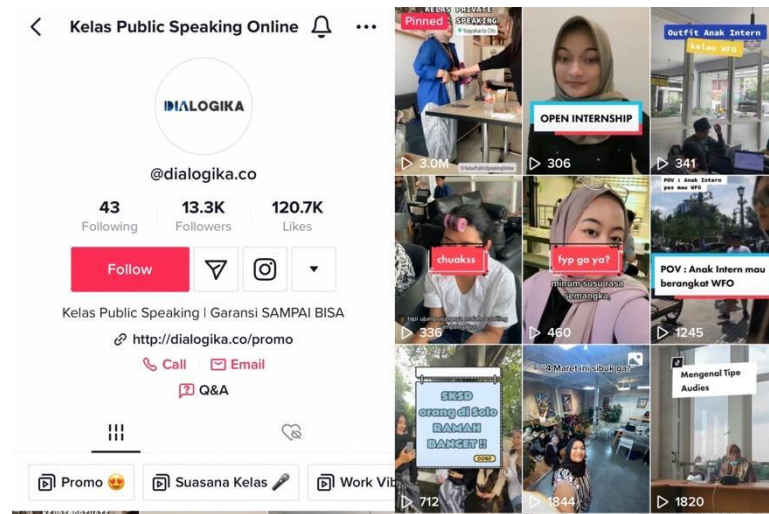 Kelas Public Speaking Online
DIALOGIKA
@dialogika.co
43
Following
13.3K
Followers
120.7K
Likes
Follow
Kelas Public Speaking | Garansi SAMPAI BISA
http://dialogika.co/promo
Call
Email
Q&A
Promo 😍
Suasana Kelas 🎤
Work Vib
Pinned
KELAS PRIVATE
SPEAKING
Yogyakarta City
@KelasPublicSpeakingOnline
3.0M
OPEN INTERNSHIP
306
Outfit Anak Intern
kalau WFO
341
chuakss
336
fyp ga ya?
minum susu rasa
semangka,
460
POV : Anak Intern
pas mau WFO
POV : Anak Intern mau
berangkat WFO
1245
SKSD
orang di Solo
RAMAH
BANGET !!
DONE
712
"4 Maret ini sibuk ga?"
1844
Mengenal Tipe
Audies
1820